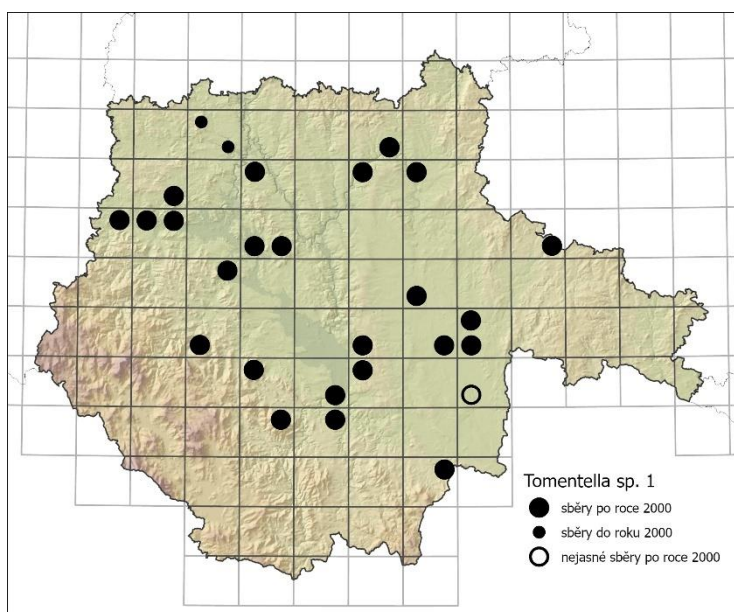 Tomentella sp. 1
sběry po roce 2000
sběry do roku 2000
nejasné sběry po roce 2000